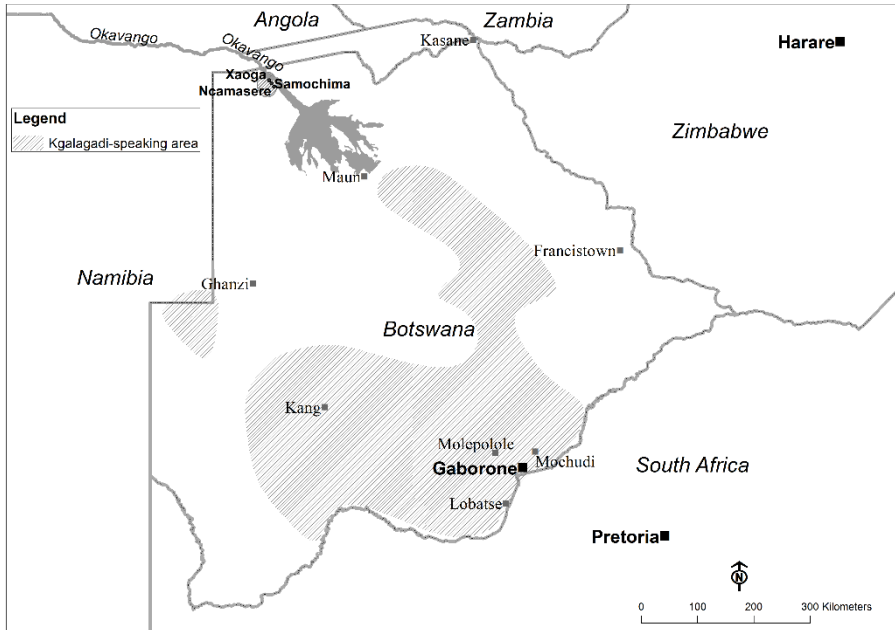 Angola
Zambia
Okavango
Okavango
Kasane
Harare
Xaoga
Samochima
Ncamasere
Legend
Kgalagadi-speaking area
Zimbabwe
Maun
Francistown
Namibia
Ghanzi
Botswana
Kang
Molepolole
Mochudi
Gaborone
South Africa
Lobatse
Pretoria
N
0 100 200 300 Kilometers